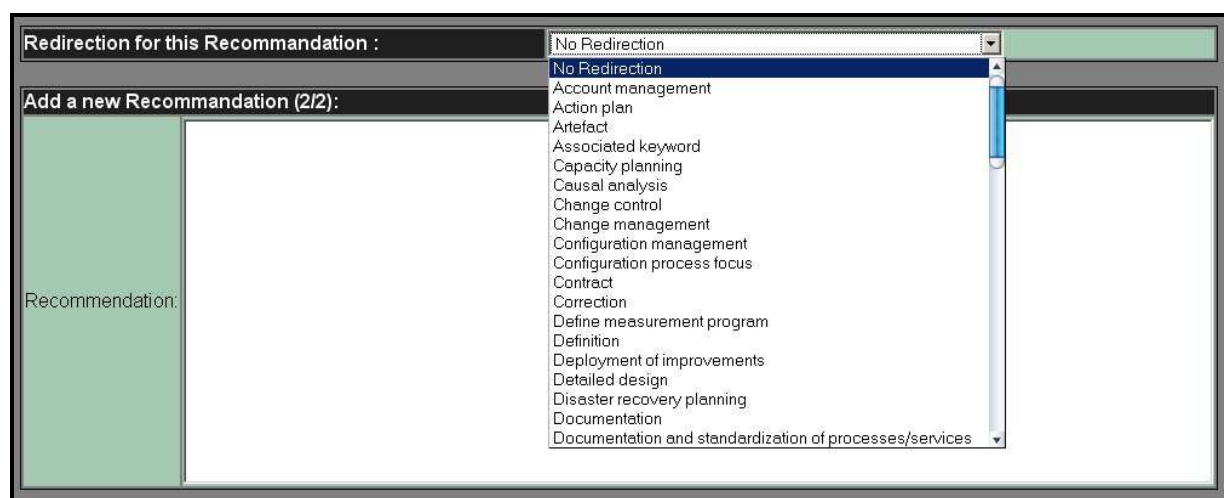 Redirection for this Recommandation :
No Redirection
No Redirection
Account management
Action plan
Artefact
Associated keyword
Capacity planning
Causal analysis
Change control
Change management
Configuration management
Configuration process focus
Contract
Correction
Define measurement program
Definition
Deployment of improvements
Detailed design
Disaster recovery planning
Documentation
Documentation and standardization of processes/services
Add a new Recommandation (2/2):
Recommendation: